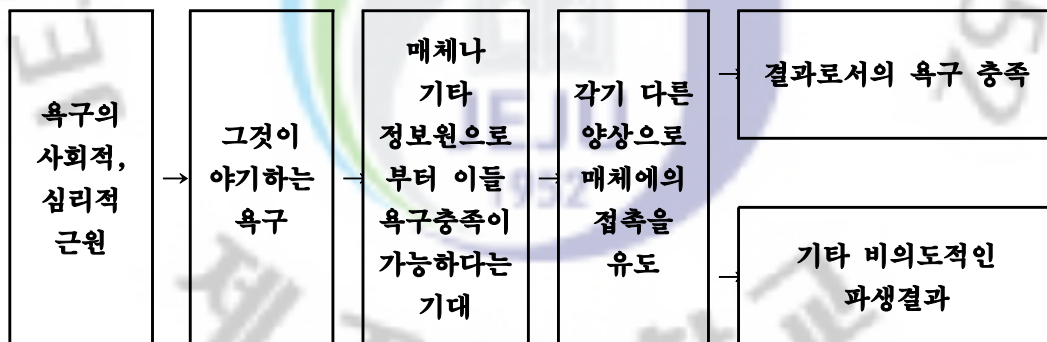 욕구의
사회적,
심리적
근원
→
그것이
야기하는
욕구
→
매체나
기타
정보원으로
부터 이들
욕구충족이
가능하다는
기대
→
각기 다른
양상으로
매체에의
접촉을
유도
→
결과로서의 욕구 충족
→
기타 비의도적인
파생결과
JEJU
1952